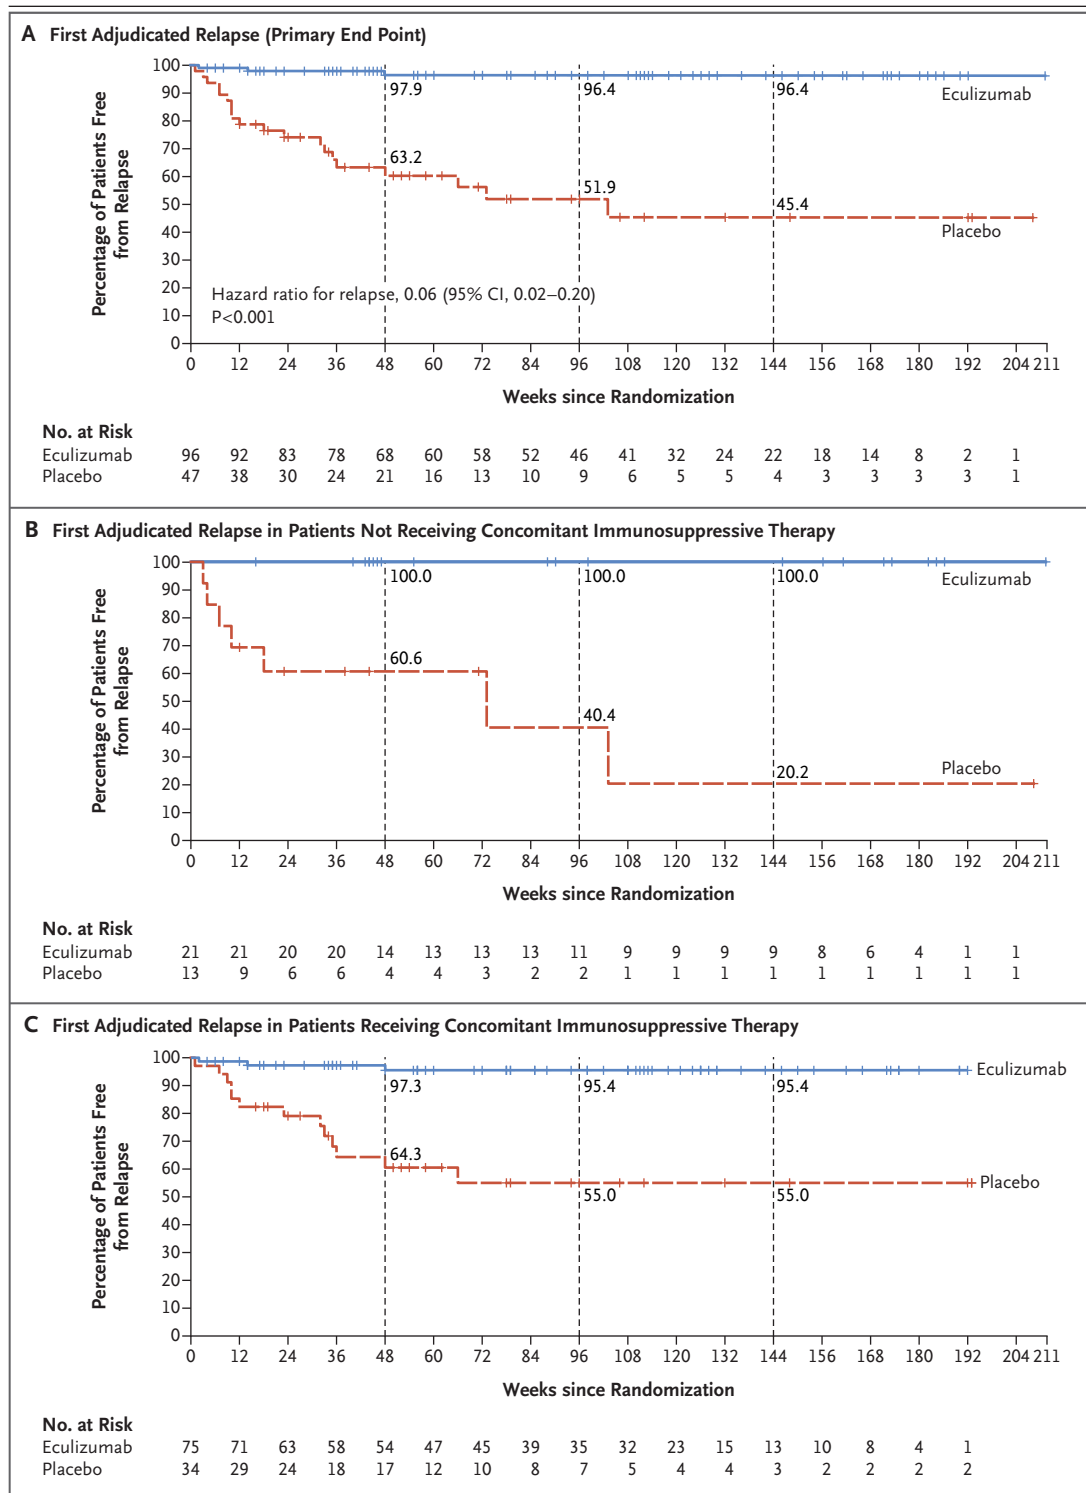 A First Adjudicated Relapse (Primary End Point)
Percentage of Patients Free
from Relapse
100
90
80
70
60
50
40
30
20
10
0
97.9
96.4
96.4
Eculizumab
63.2
51.9
45.4
Placebo
Hazard ratio for relapse, 0.06 (95% CI, 0.02–0.20)
P<0.001
0 12 24 36 48 60 72 84 96 108 120 132 144 156 168 180 192 204 211
Weeks since Randomization
No. at Risk
Eculizumab 96 92 83 78 68 60 58 52 46 41 32 24 22 18 14 8 2 1
Placebo 47 38 30 24 21 16 13 10 9 6 5 5 4 3 3 3 3 1
B First Adjudicated Relapse in Patients Not Receiving Concomitant Immunosuppressive Therapy
Percentage of Patients Free
from Relapse
100
90
80
70
60
50
40
30
20
10
0
100.0
100.0
100.0
Eculizumab
60.6
40.4
20.2
Placebo
0 12 24 36 48 60 72 84 96 108 120 132 144 156 168 180 192 204 211
Weeks since Randomization
No. at Risk
Eculizumab 21 21 20 20 14 13 13 13 11 9 9 9 9 8 6 4 1 1
Placebo 13 9 6 6 4 4 3 2 2 1 1 1 1 1 1 1 1 1
C First Adjudicated Relapse in Patients Receiving Concomitant Immunosuppressive Therapy
Percentage of Patients Free
from Relapse
100
90
80
70
60
50
40
30
20
10
0
97.3
95.4
95.4
Eculizumab
64.3
55.0
55.0
Placebo
0 12 24 36 48 60 72 84 96 108 120 132 144 156 168 180 192 204 211
Weeks since Randomization
No. at Risk
Eculizumab 75 71 63 58 54 47 45 39 35 32 23 15 13 10 8 4 1
Placebo 34 29 24 18 17 12 10 8 7 5 4 4 3 2 2 2 2